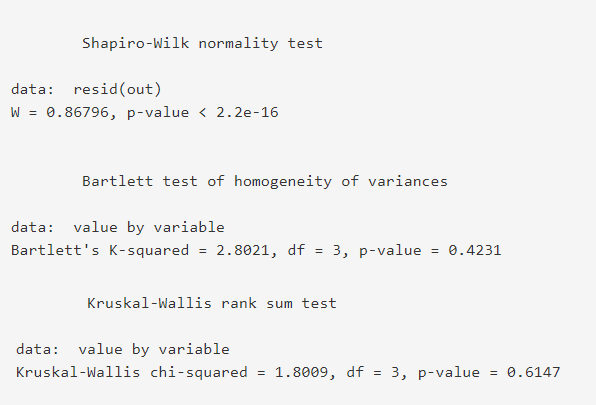 Shapiro-Wilk normality test
data:  resid(out)
W = 0.86796, p-value < 2.2e-16
Bartlett test of homogeneity of variances
data:  value by variable
Bartlett's K-squared = 2.8021, df = 3, p-value = 0.4231
Kruskal-Wallis rank sum test
data:  value by variable
Kruskal-Wallis chi-squared = 1.8009, df = 3, p-value = 0.6147